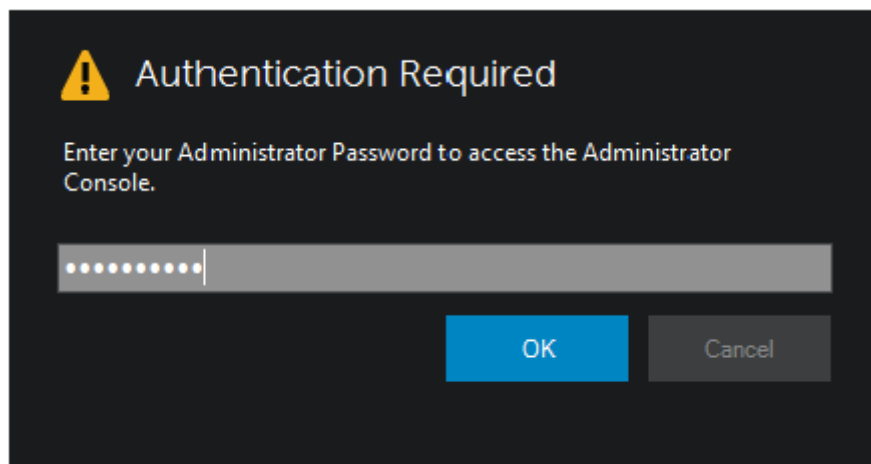 Authentication Required
Enter your Administrator Password to access the Administrator
Console.
••••••••••
OK
Cancel